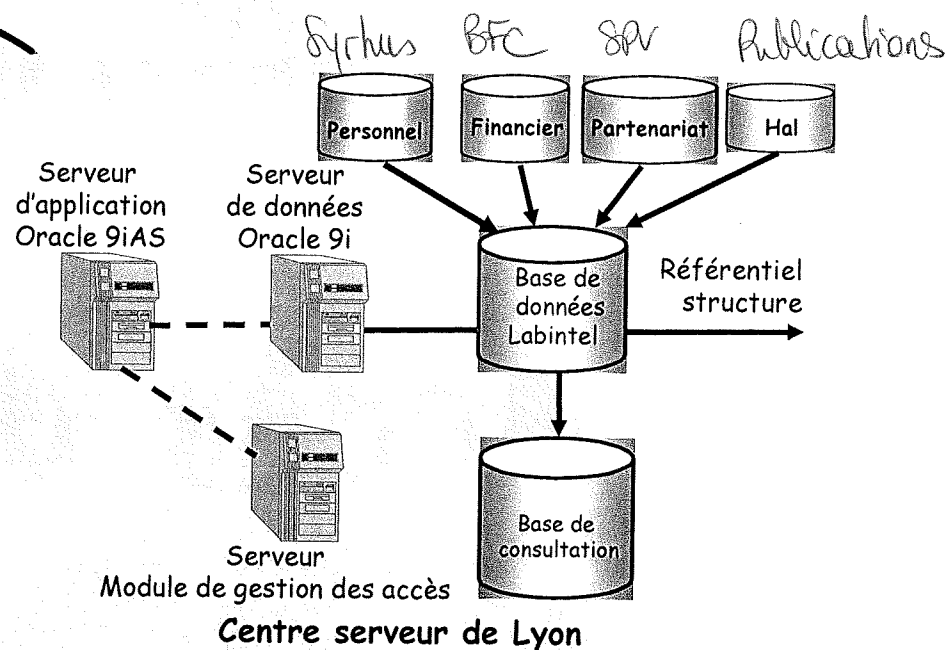 Syrhus BFC SPV Publications
Personnel Financier Partenariat Hal
Serveur
d'application
Oracle 9iAS
Serveur
de données
Oracle 9i
Base de
données
Labintel
Référentiel
structure
Base de
consultation
Serveur
Module de gestion des accès
Centre serveur de Lyon